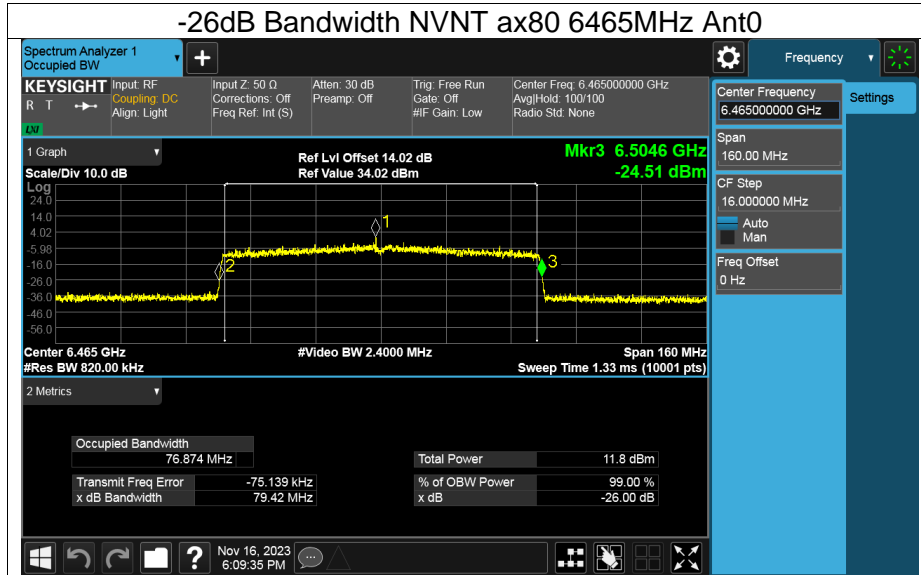 -26dB Bandwidth NVNT ax80 6465MHz Ant0
Spectrum Analyzer 1
Occupied BW
+
Frequency
KEYSIGHT
R T
LXI
Input: RF
Coupling: DC
Align: Light
Input Z: 50 Ω
Corrections: Off
Freq Ref: Int (S)
Atten: 30 dB
Preamp: Off
Trig: Free Run
Gate: Off
#IF Gain: Low
Center Freq: 6.465000000 GHz
Avg|Hold: 100/100
Radio Std: None
Center Frequency
6.465000000 GHz
Settings
Span
160.00 MHz
CF Step
16.000000 MHz
Auto
Man
Freq Offset
0 Hz
1 Graph
Scale/Div 10.0 dB
Ref Lvl Offset 14.02 dB
Ref Value 34.02 dBm
Mkr3 6.5046 GHz
-24.51 dBm
Log
24.0
14.0
4.02
-5.98
-16.0
-26.0
-36.0
-46.0
-56.0
1
2
3
Center 6.465 GHz
#Res BW 820.00 kHz
#Video BW 2.4000 MHz
Span 160 MHz
Sweep Time 1.33 ms (10001 pts)
2 Metrics
Occupied Bandwidth
76.874 MHz
Transmit Freq Error -75.139 kHz
x dB Bandwidth 79.42 MHz
Total Power 11.8 dBm
% of OBW Power 99.00 %
x dB -26.00 dB
?
Nov 16, 2023
6:09:35 PM